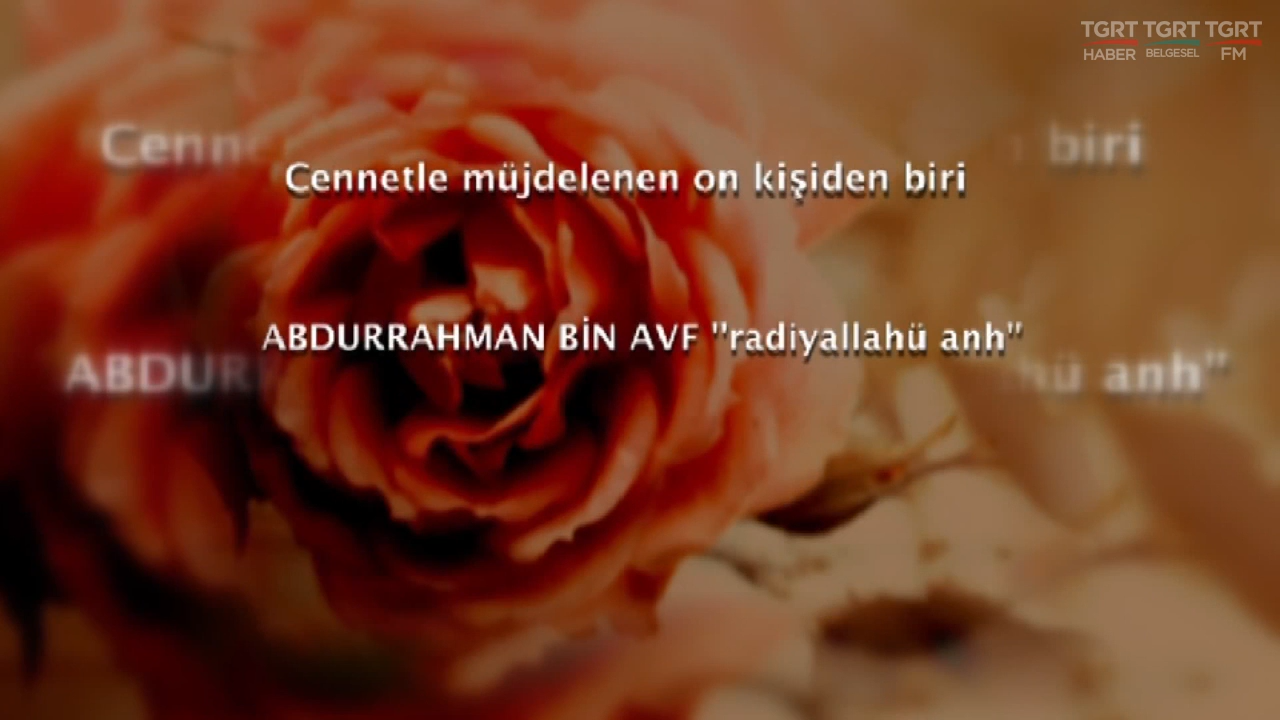 TGRT TGRT TGRT
HABER BELGESEL FM
Cennetle müjdelenen on kişiden biri
ABDURRAHMAN BİN AVF "radiyallahü anh"